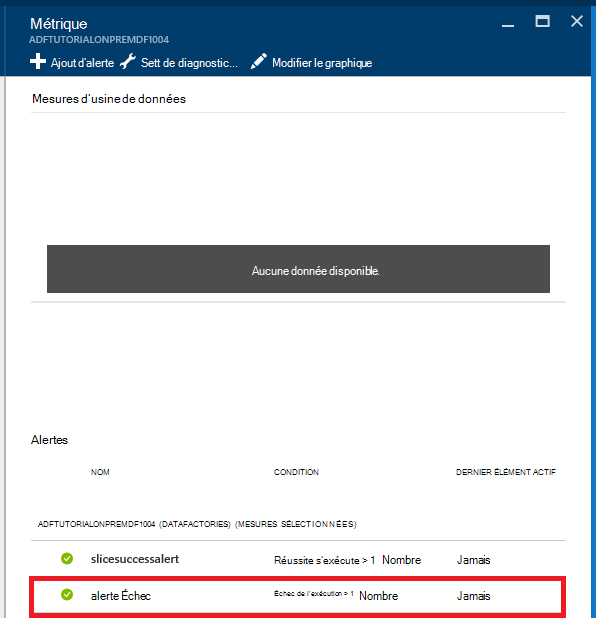 Métrique
ADFTUTORIALONPREMDF1004
Ajout d'alerte Sett de diagnostic... Modifier le graphique
Mesures d'usine de données
Aucune donnée disponible.
Alertes
NOM CONDITION DERNIER ÉLÉMENT ACTIF
ADFTUTORIALONPREMDF1004 (DATAFACTORIES) (MESURES SÉLECTIONNÉES)
slicesuccessalert Réussite s'exécute > 1 Nombre Jamais
alerte Échec Échec de l'exécution > 1 Nombre Jamais